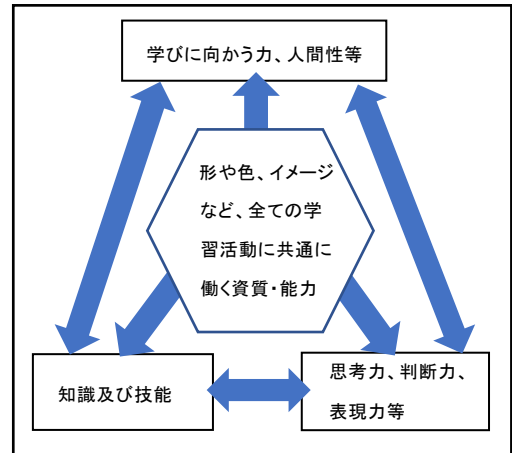 学びに向かう力、人間性等
形や色、イメージ
など、全ての学
習活動に共通に
働く資質・能力
知識及び技能
思考力、判断力、
表現力等